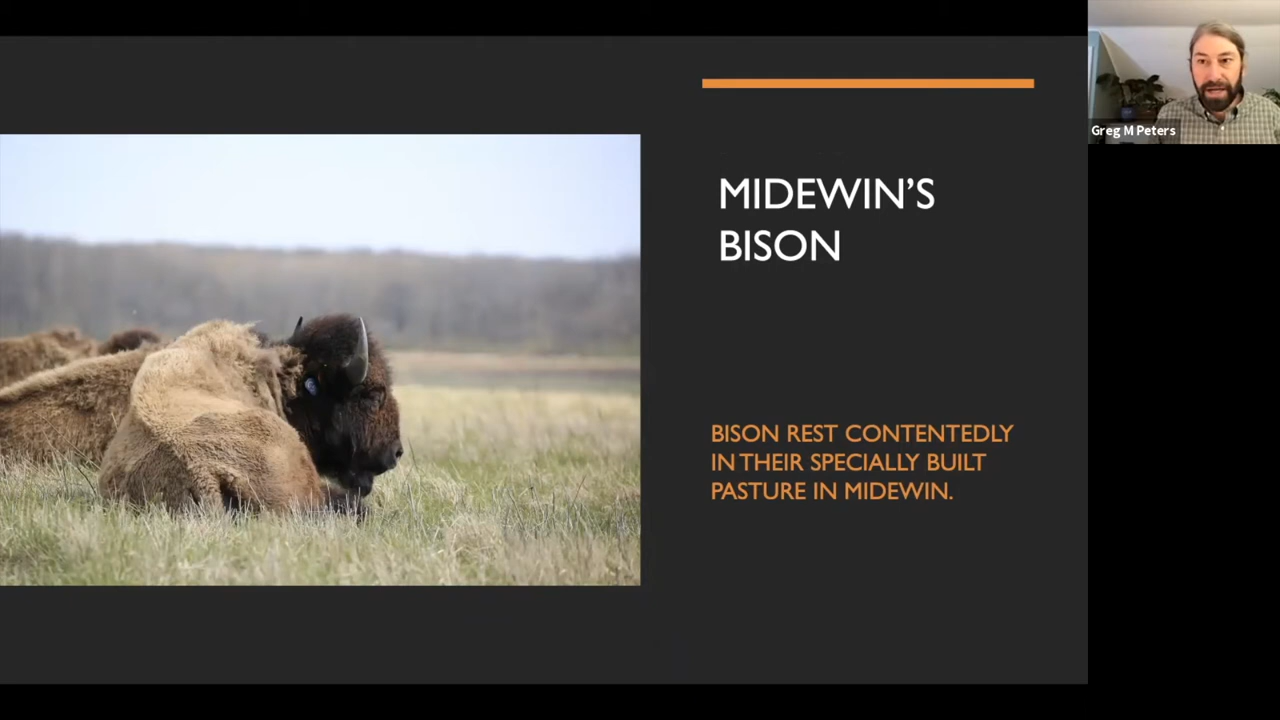 MIDEWIN'S
BISON
BISON REST CONTENTEDLY
IN THEIR SPECIALLY BUILT
PASTURE IN MIDEWIN.
Greg M Peters